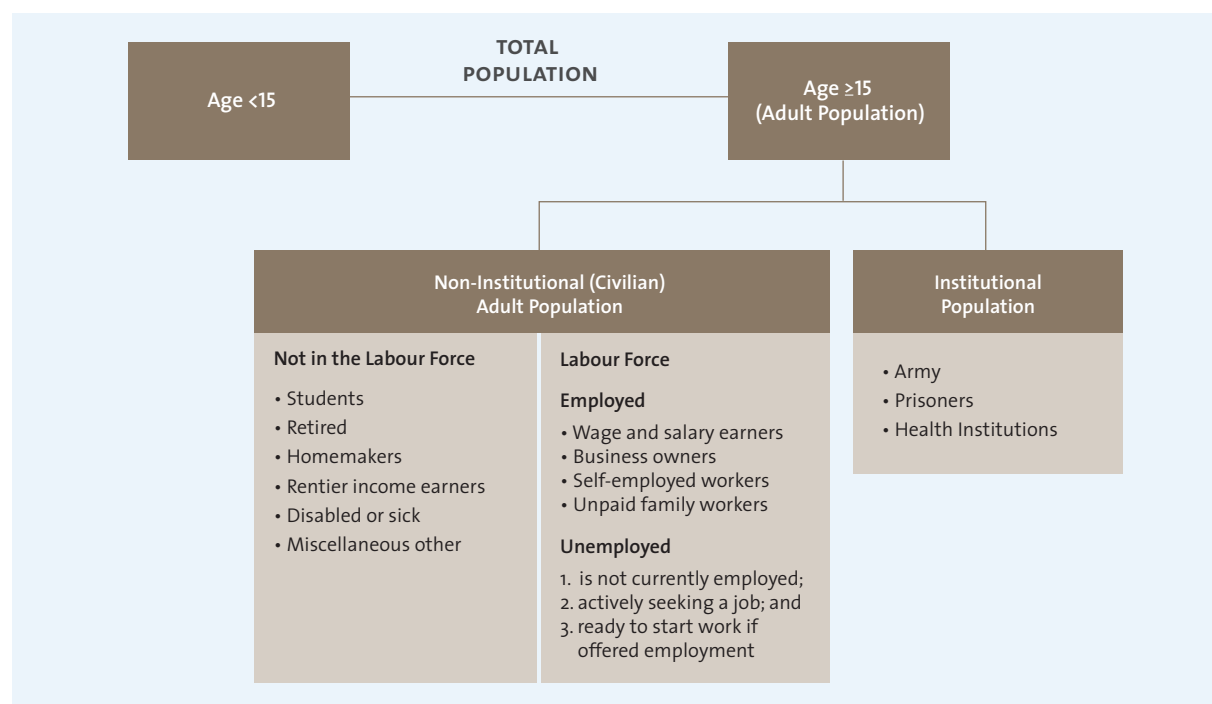 TOTAL
POPULATION
Age <15
Age ≥15
(Adult Population)
Non-Institutional (Civilian)
Adult Population
Institutional
Population
Not in the Labour Force
• Students
• Retired
• Homemakers
• Rentier income earners
• Disabled or sick
• Miscellaneous other
Labour Force
Employed
• Wage and salary earners
• Business owners
• Self-employed workers
• Unpaid family workers
Unemployed
1. is not currently employed;
2. actively seeking a job; and
3. ready to start work if
offered employment
• Army
• Prisoners
• Health Institutions